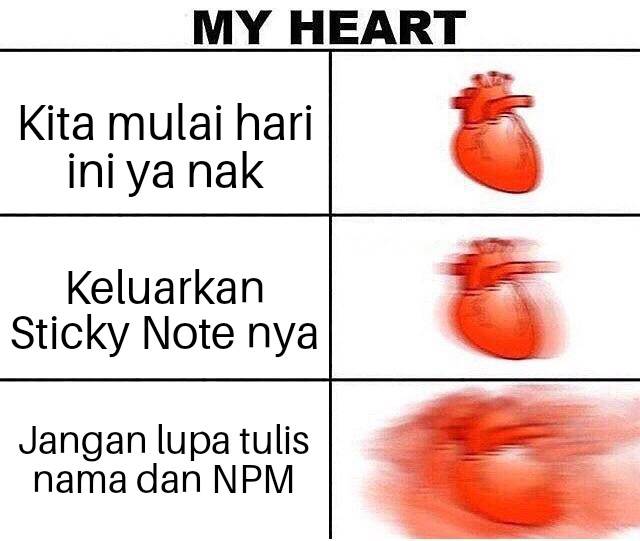 MY HEART
Kita mulai hari
ini ya nak
Keluarkan
Sticky Note nya
Jangan lupa tulis
nama dan NPM